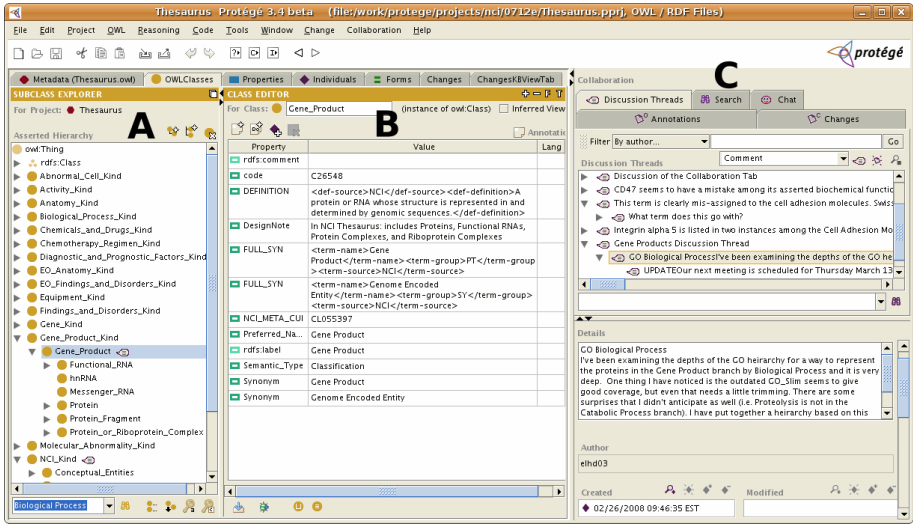 Thesaurus Protégé 3.4 beta (file:/work/protege/projects/nci/0712e/Thesaurus.pprj, OWL / RDF Files)
File Edit Project OWL Reasoning Code Tools Window Change Collaboration Help
protégé
Metadata (Thesaurus.owl) OWLClasses Properties Individuals Forms Changes ChangesKBViewTab
SUBCLASS EXPLORER
For Project: Thesaurus
A
Asserted Hierarchy
owl:Thing
rdfs:Class
Abnormal_Cell_Kind
Activity_Kind
Anatomy_Kind
Biological_Process_Kind
Chemicals_and_Drugs_Kind
Chemotherapy_Regimen_Kind
Diagnostic_and_Prognostic_Factors_Kind
EO_Anatomy_Kind
EO_Findings_and_Disorders_Kind
Equipment_Kind
Findings_and_Disorders_Kind
Gene_Kind
Gene_Product_Kind
Gene_Product
Functional_RNA
hnRNA
Messenger_RNA
Protein
Protein_Fragment
Protein_or_Riboprotein_Complex
Molecular_Abnormality_Kind
NCI_Kind
Conceptual_Entities
Biological Process
CLASS EDITOR
For Class: Gene_Product (instance of owl:Class) Inferred View
B
Annotatic
Property Value Lang
rdfs:comment
code C26548
DEFINITION <def-source>NCI</def-source><def-definition>A
protein or RNA whose structure is represented in and
determined by genomic sequences.</def-definition>
DesignNote In NCI Thesaurus: includes Proteins, Functional RNAs,
Protein Complexes, and Riboprotein Complexes
FULL_SYN <term-name>Gene
Product</term-name><term-group>PT</term-group
><term-source>NCI</term-source>
FULL_SYN <term-name>Genome Encoded
Entity</term-name><term-group>SY</term-group>
<term-source>NCI</term-source>
NCI_META_CUI CL055397
Preferred_Na... Gene Product
rdfs:label Gene Product
Semantic_Type Classification
Synonym Gene Product
Synonym Genome Encoded Entity
Collaboration
C
Discussion Threads Search Chat
Annotations Changes
Filter By author... Go
Discussion Threads Comment
Discussion of the Collaboration Tab
CD47 seems to have a mistake among its asserted biochemical functic
This term is clearly mis-assigned to the cell adhesion molecules. Swiss
What term does this go with?
Integrin alpha 5 is listed in two instances among the Cell Adhesion Mo
Gene Products Discussion Thread
GO Biological ProcessI've been examining the depths of the GO he
UPDATEOur next meeting is scheduled for Thursday March 13
Details
GO Biological Process
I've been examining the depths of the GO heirarchy for a way to represent
the proteins in the Gene Product branch by Biological Process and it is very
deep. One thing I have noticed is the outdated GO_Slim seems to give
good coverage, but even that needs a little trimming. There are some
surprises that I didn't anticipate as well (i.e. Proteolysis is not in the
Catabolic Process branch). I have put together a heirarchy based on this
Author
elhd03
Created Modified
02/26/2008 09:46:35 EST